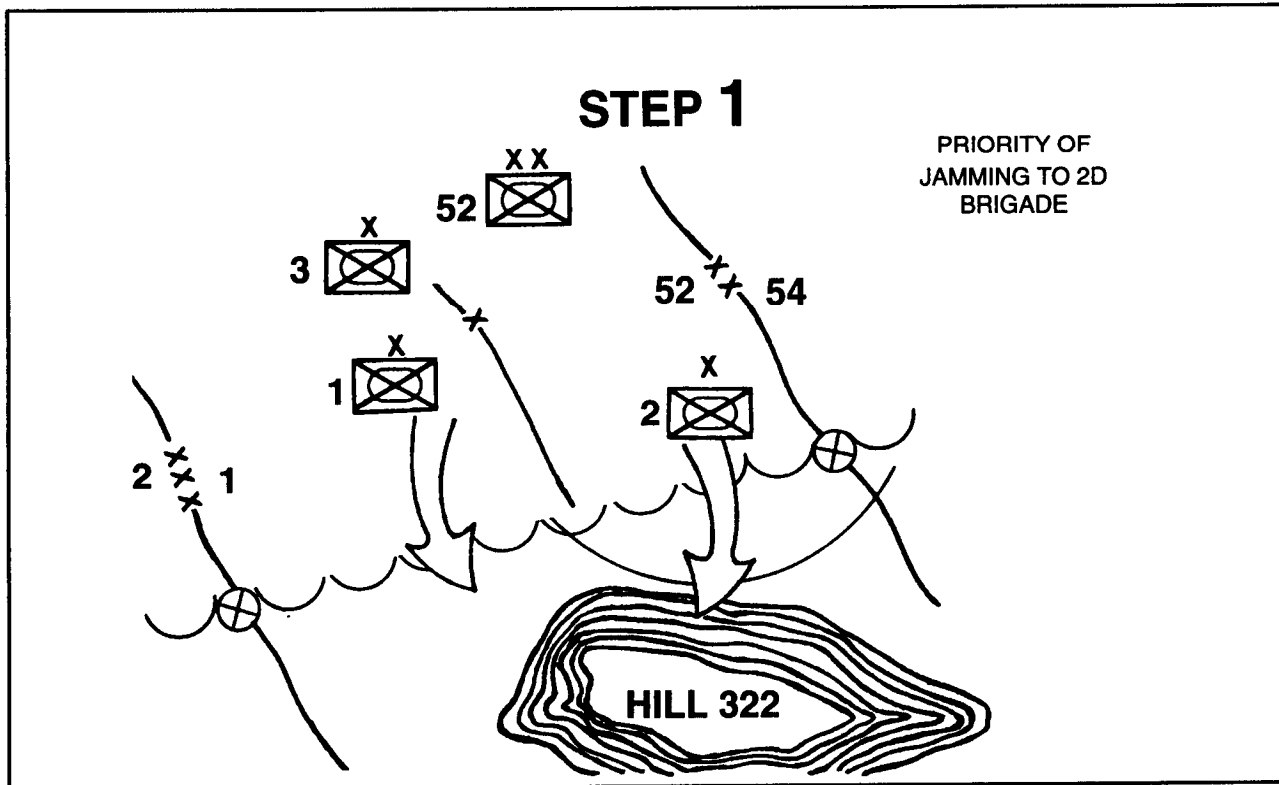 STEP 1
PRIORITY OF
JAMMING TO 2D
BRIGADE
X X
52
X
3
52 XX 54
X
X
1
X
2
2 XXX 1
HILL 322